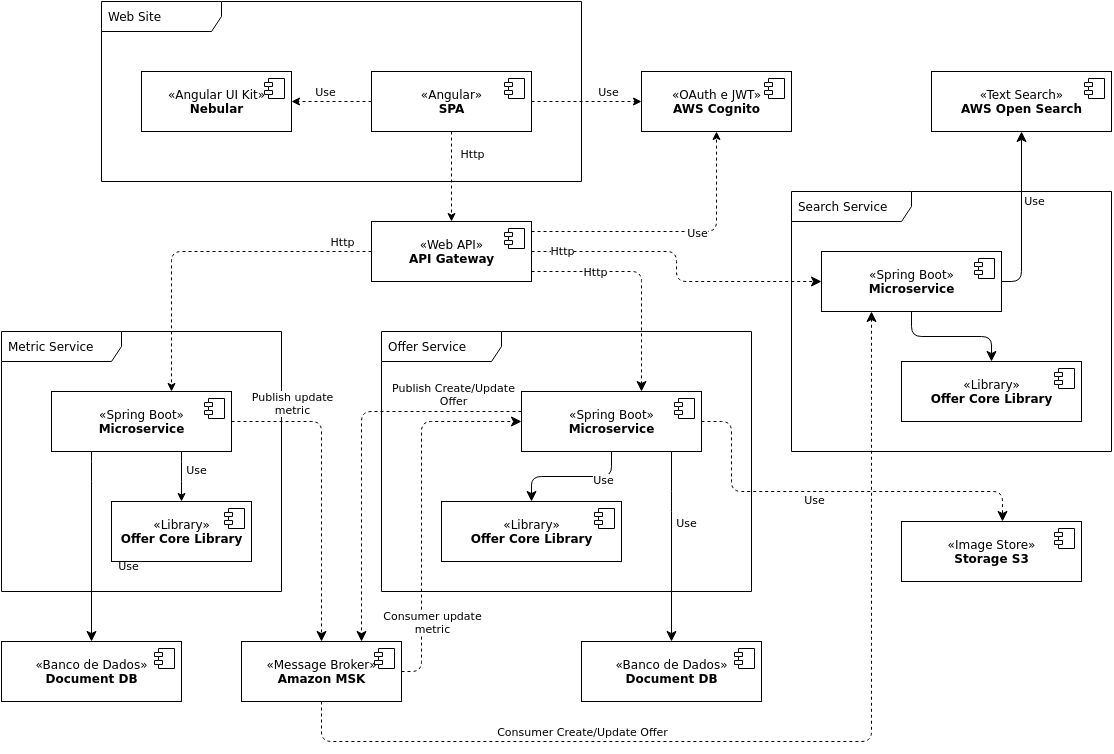 Web Site
«Angular UI Kit»
Nebular
Use
«Angular»
SPA
Use
«OAuth e JWT»
AWS Cognito
«Text Search»
AWS Open Search
Http
Search Service
Use
«Web API»
API Gateway
Use
Http
Http
Http
«Spring Boot»
Microservice
Metric Service
Offer Service
«Library»
Offer Core Library
Publish update
metric
Publish Create/Update
Offer
«Spring Boot»
Microservice
«Spring Boot»
Microservice
Use
Use
Use
Use
«Library»
Offer Core Library
«Library»
Offer Core Library
«Image Store»
Storage S3
Use
Consumer update
metric
«Banco de Dados»
Document DB
«Message Broker»
Amazon MSK
«Banco de Dados»
Document DB
Consumer Create/Update Offer